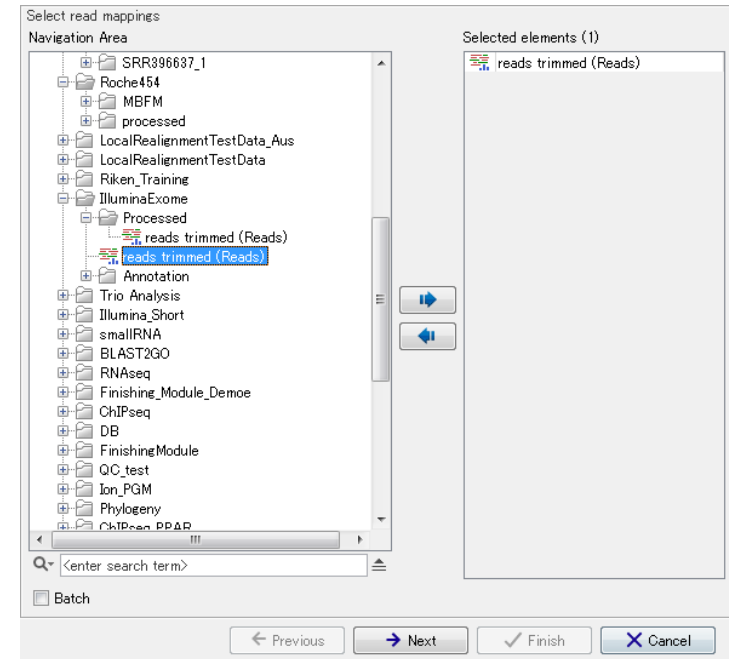 Select read mappings
Navigation Area
SRR396637_1
Roche454
MBFM
processed
LocalRealignmentTestData_Aus
LocalRealignmentTestData
Riken_Training
IlluminaExome
Processed
reads trimmed (Reads)
reads trimmed (Reads)
Annotation
Trio Analysis
Illumina_Short
smallRNA
BLAST2GO
RNAseq
Finishing_Module_Demoe
ChIPseq
DB
FinishingModule
QC_test
Ion_PGM
Phylogeny
ChIPseq_PPAR
<enter search term>
Batch
Selected elements (1)
reads trimmed (Reads)
Previous
Next
Finish
Cancel